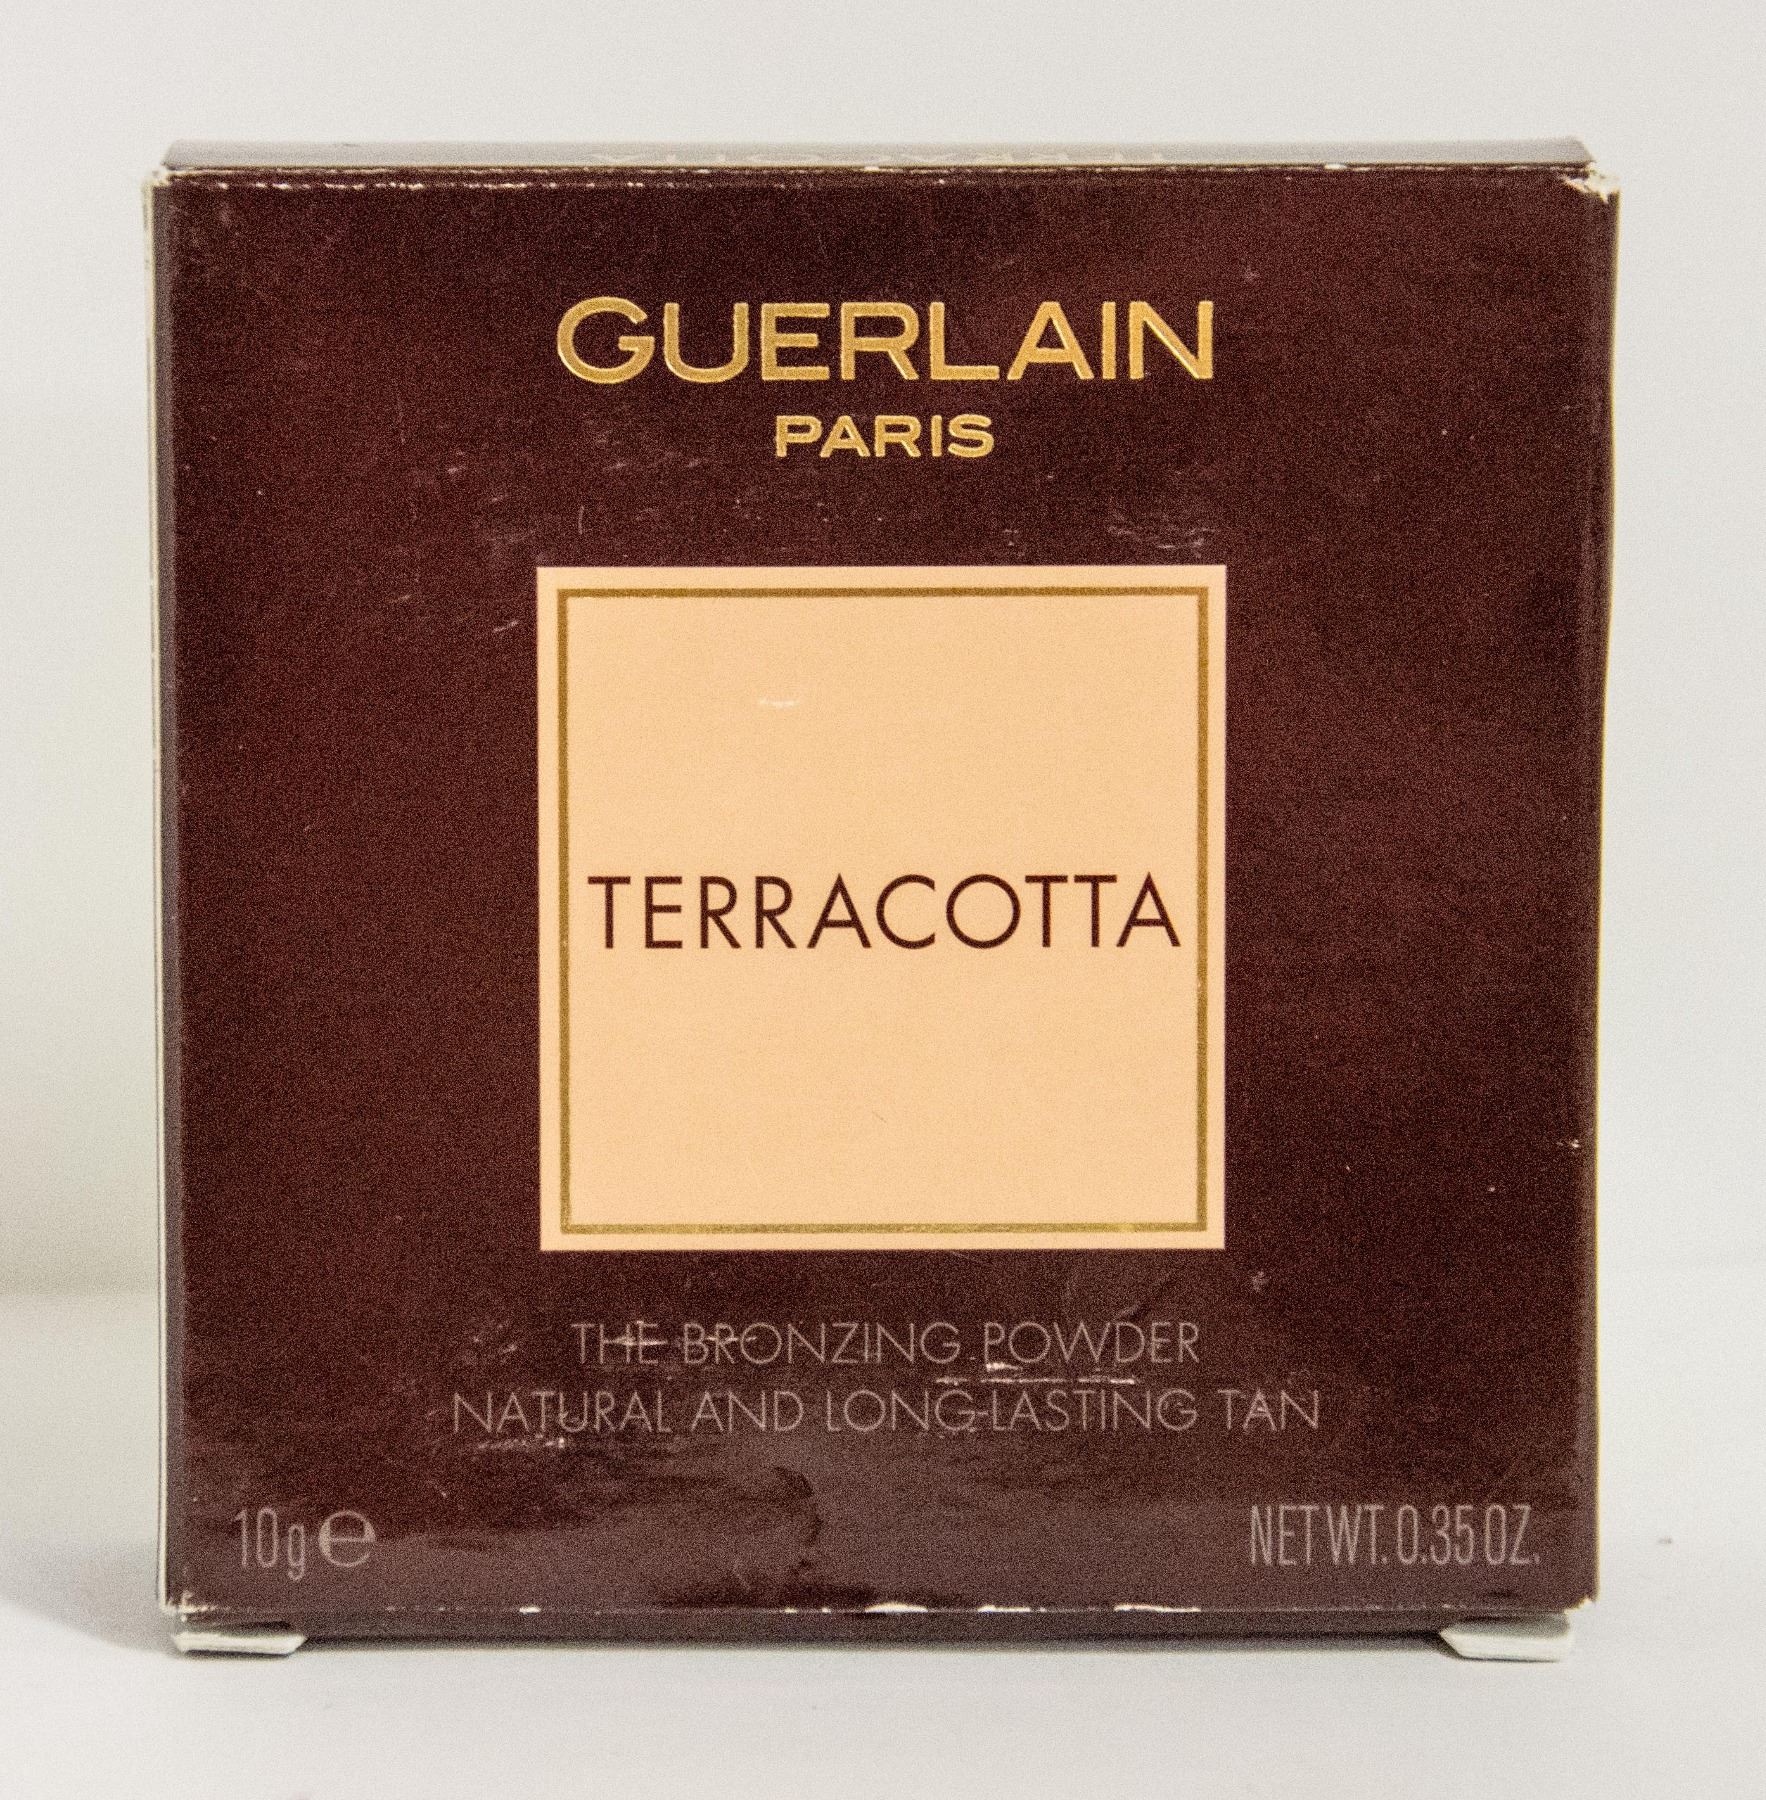 GUERLAIN
PARIS
TERRACOTTA
THE BRONZING POWDER
NATURAL AND LONG-LASTING TAN
10g℮
NET WT. 0.35 OZ.